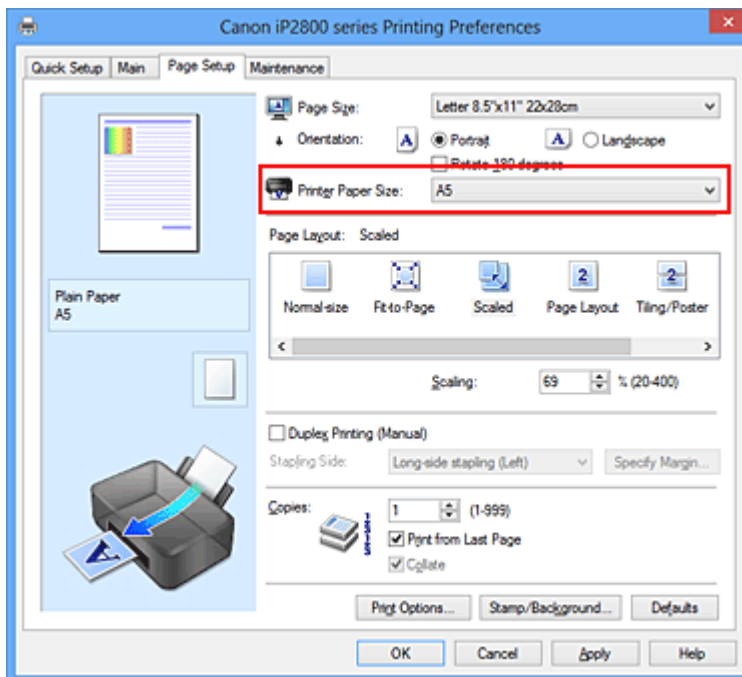 Canon iP2800 series Printing Preferences
Quick Setup Main Page Setup Maintenance
Page Size: Letter 8.5"x11" 22x28cm
Orientation: A Portrait A Landscape
Rotate 180 degrees
Printer Paper Size: A5
Page Layout: Scaled
Normal-size Fit-to-Page Scaled Page Layout Tiling/Poster
Plain Paper
A5
Scaling: 69 % (20-400)
Duplex Printing (Manual)
Stapling Side: Long-side stapling (Left) Specify Margin...
Copies: 1 (1-999)
Print from Last Page
Collate
Print Options... Stamp/Background... Defaults
OK Cancel Apply Help